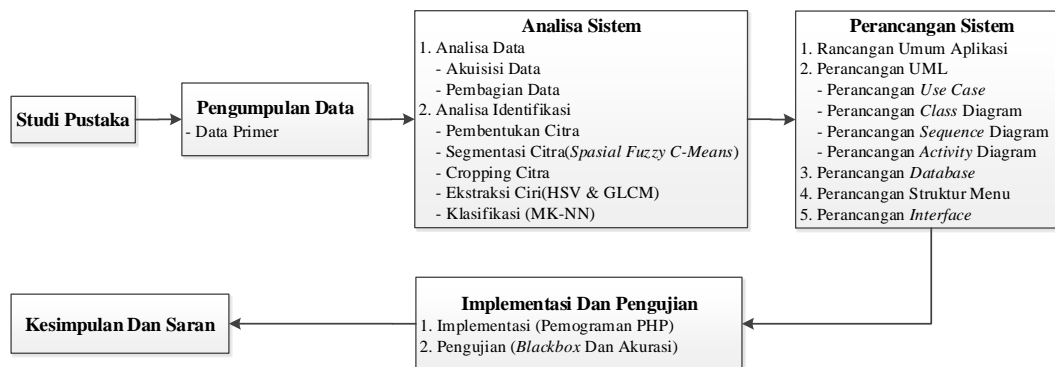 Studi Pustaka
Pengumpulan Data
- Data Primer
Analisa Sistem
1. Analisa Data
- Akuisisi Data
- Pembagian Data
2. Analisa Identifikasi
- Pembentukan Citra
- Segmentasi Citra(Spasial Fuzzy C-Means)
- Cropping Citra
- Ekstraksi Ciri(HSV & GLCM)
- Klasifikasi (MK-NN)
Perancangan Sistem
1. Rancangan Umum Aplikasi
2. Perancangan UML
- Perancangan Use Case
- Perancangan Class Diagram
- Perancangan Sequence Diagram
- Perancangan Activity Diagram
3. Perancangan Database
4. Perancangan Struktur Menu
5. Perancangan Interface
Implementasi Dan Pengujian
1. Implementasi (Pemograman PHP)
2. Pengujian (Blackbox Dan Akurasi)
Kesimpulan Dan Saran